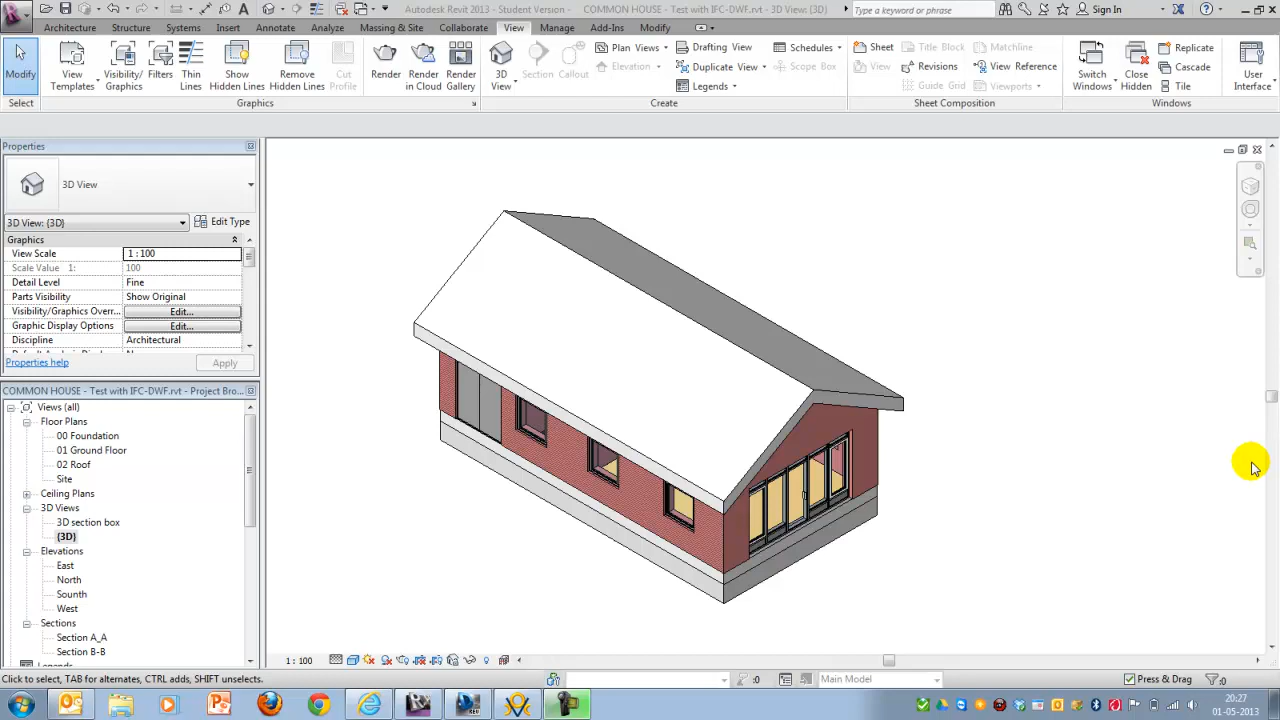 Autodesk Revit 2013 - Student Version - COMMON HOUSE - Test with IFC-DWF.rvt - 3D View: {3D}
Type a keyword or phrase
Sign In
Architecture
Structure
Systems
Insert
Annotate
Analyze
Massing & Site
Collaborate
View
Manage
Add-Ins
Modify
Modify
View Templates
Visibility/ Graphics
Filters
Thin Lines
Show Hidden Lines
Remove Hidden Lines
Cut Profile
Render
Render in Cloud
Render Gallery
3D View
Section
Callout
Plan Views
Elevation
Drafting View
Duplicate View
Legends
Schedules
Scope Box
Sheet
View
Title Block
Revisions
Guide Grid
Matchline
View Reference
Viewports
Switch Windows
Close Hidden
Replicate
Cascade
Tile
User Interface
Select
Graphics
Create
Sheet Composition
Windows
Properties
3D View
3D View: {3D}
Edit Type
Graphics
View Scale 1 : 100
Scale Value 1: 100
Detail Level Fine
Parts Visibility Show Original
Visibility/Graphics Overr... Edit...
Graphic Display Options Edit...
Discipline Architectural
Properties help
Apply
COMMON HOUSE - Test with IFC-DWF.rvt - Project Bro...
Views (all)
Floor Plans
00 Foundation
01 Ground Floor
02 Roof
Site
Ceiling Plans
3D Views
3D section box
{3D}
Elevations
East
North
Sounth
West
Sections
Section A_A
Section B-B
1 : 100
Click to select, TAB for alternates, CTRL adds, SHIFT unselects.
:0
Main Model
Press & Drag
:0
20:27
01-05-2013